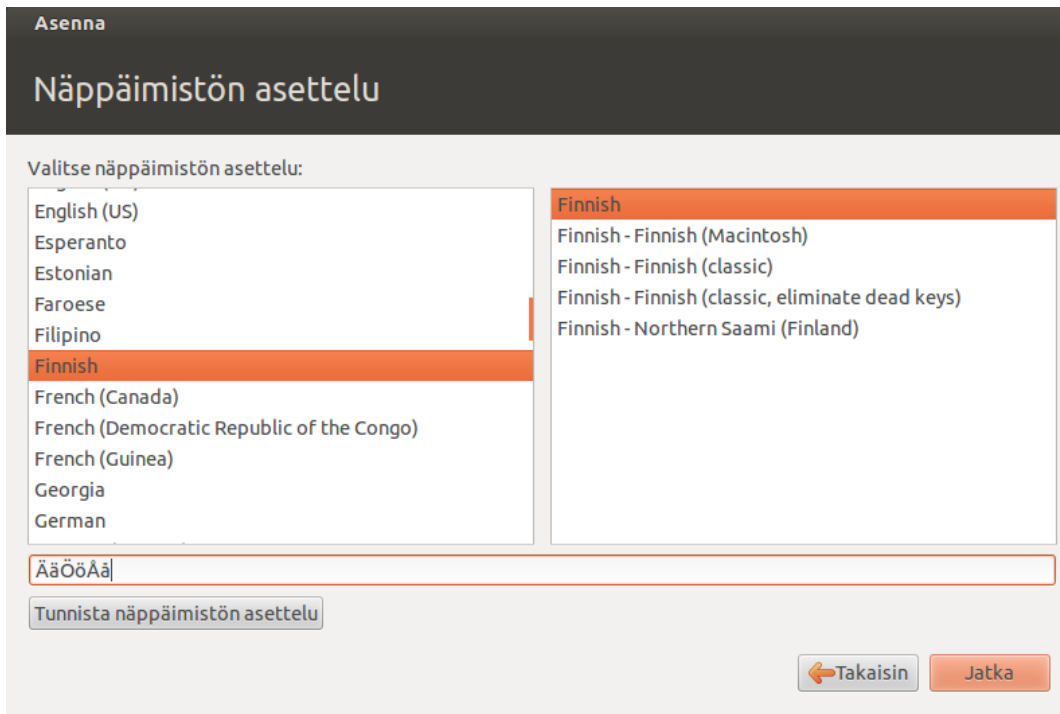 Asenna
Näppäimistön asettelu
Valitse näppäimistön asettelu:
English (US)
Esperanto
Estonian
Faroese
Filipino
Finnish
French (Canada)
French (Democratic Republic of the Congo)
French (Guinea)
Georgia
German
Finnish
Finnish - Finnish (Macintosh)
Finnish - Finnish (classic)
Finnish - Finnish (classic, eliminate dead keys)
Finnish - Northern Saami (Finland)
ÄäÖöÅå
Tunnista näppäimistön asettelu
Takaisin
Jatka